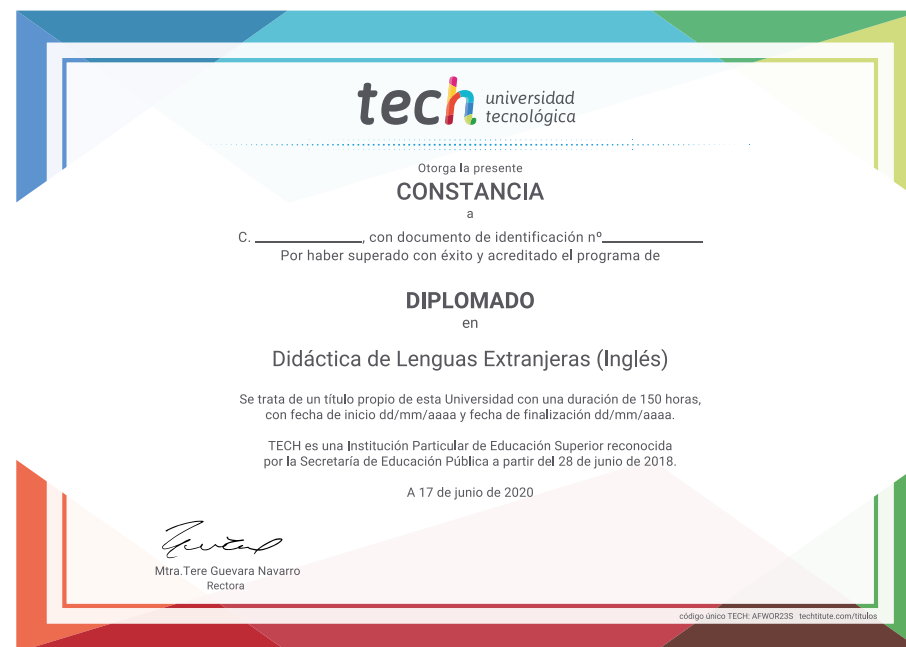 tech universidad
tecnológica
Otorga la presente
CONSTANCIA
a
C. ____________, con documento de identificación nº____________
Por haber superado con éxito y acreditado el programa de
DIPLOMADO
en
Didáctica de Lenguas Extranjeras (Inglés)
Se trata de un título propio de esta Universidad con una duración de 150 horas,
con fecha de inicio dd/mm/aaaa y fecha de finalización dd/mm/aaaa.
TECH es una Institución Particular de Educación Superior reconocida
por la Secretaría de Educación Pública a partir del 28 de junio de 2018.
A 17 de junio de 2020
Mtra.Tere Guevara Navarro
Rectora
código único TECH: AFWOR23S techtitute.com/titulos